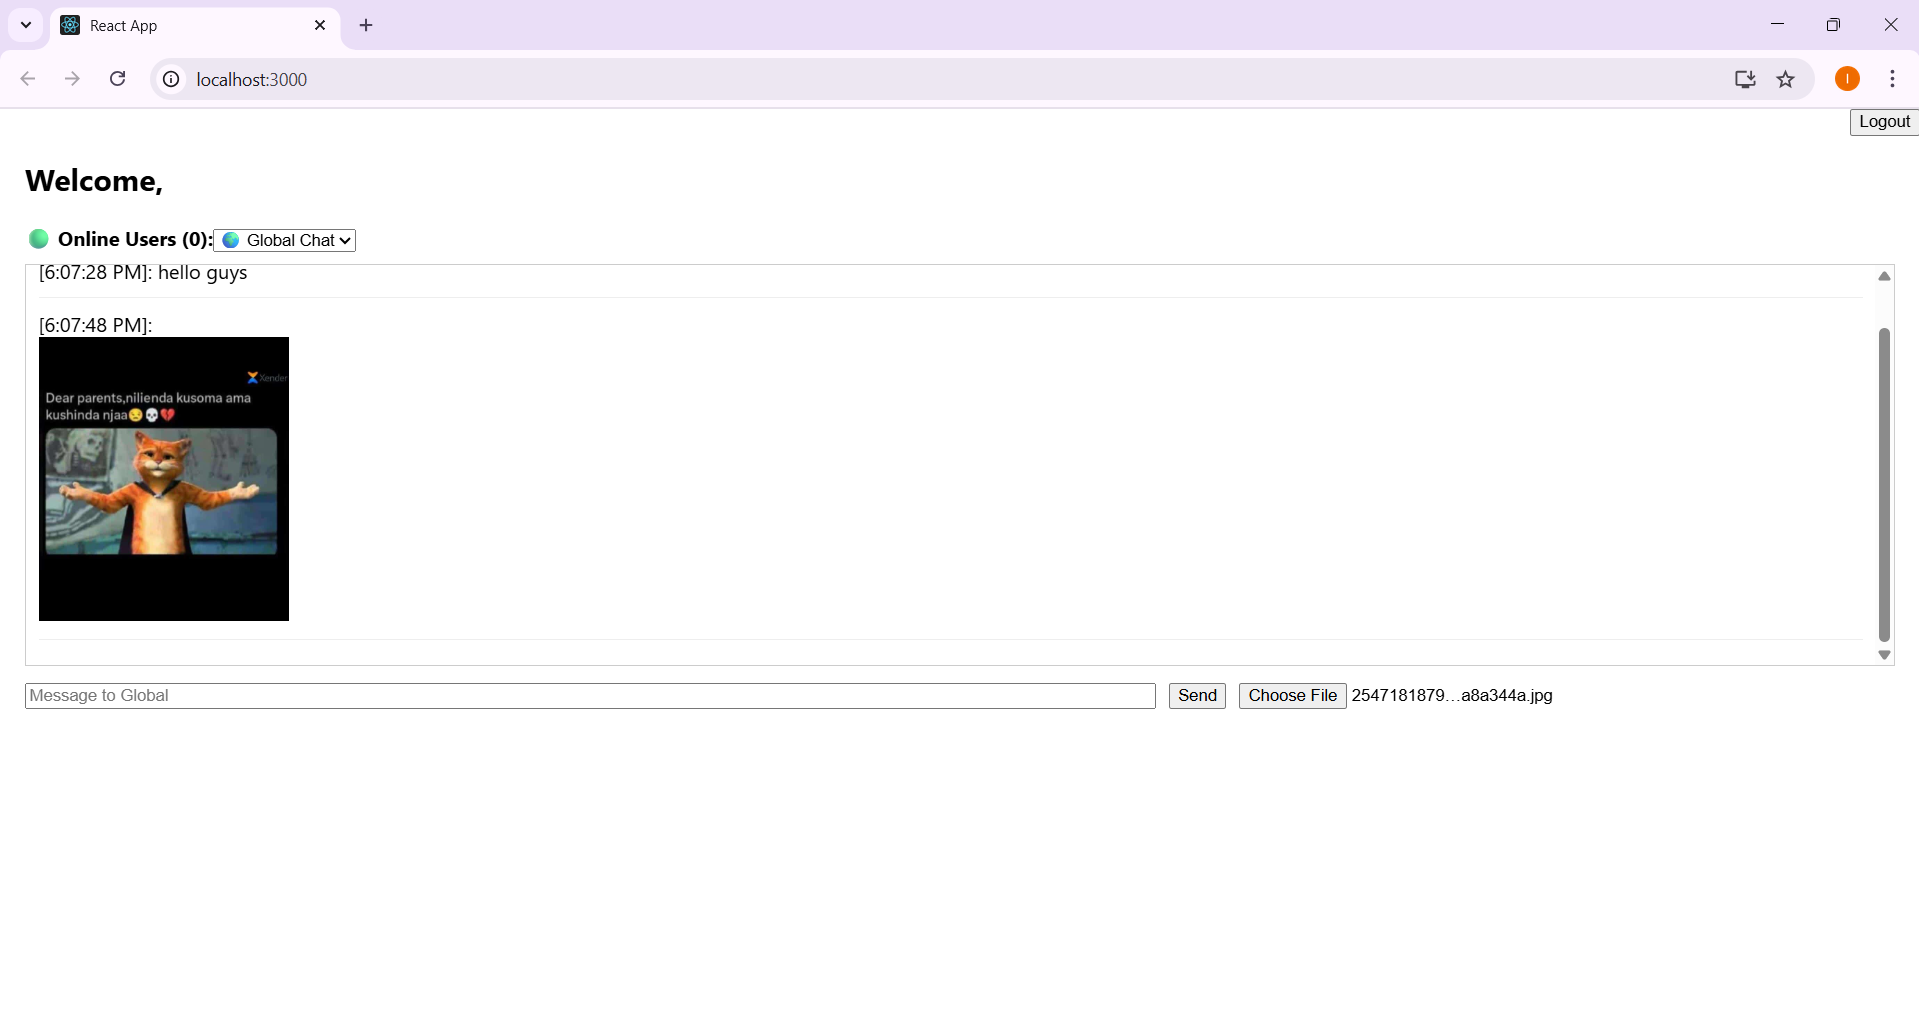 React App
localhost:3000
I
Logout
Welcome,
Online Users (0): Global Chat
[6:07:28 PM]: hello guys
[6:07:48 PM]:
Xender
Dear parents,nilienda kusoma ama
kushinda njaa😒💀💔
Message to Global
Send
Choose File 2547181879...a8a344a.jpg